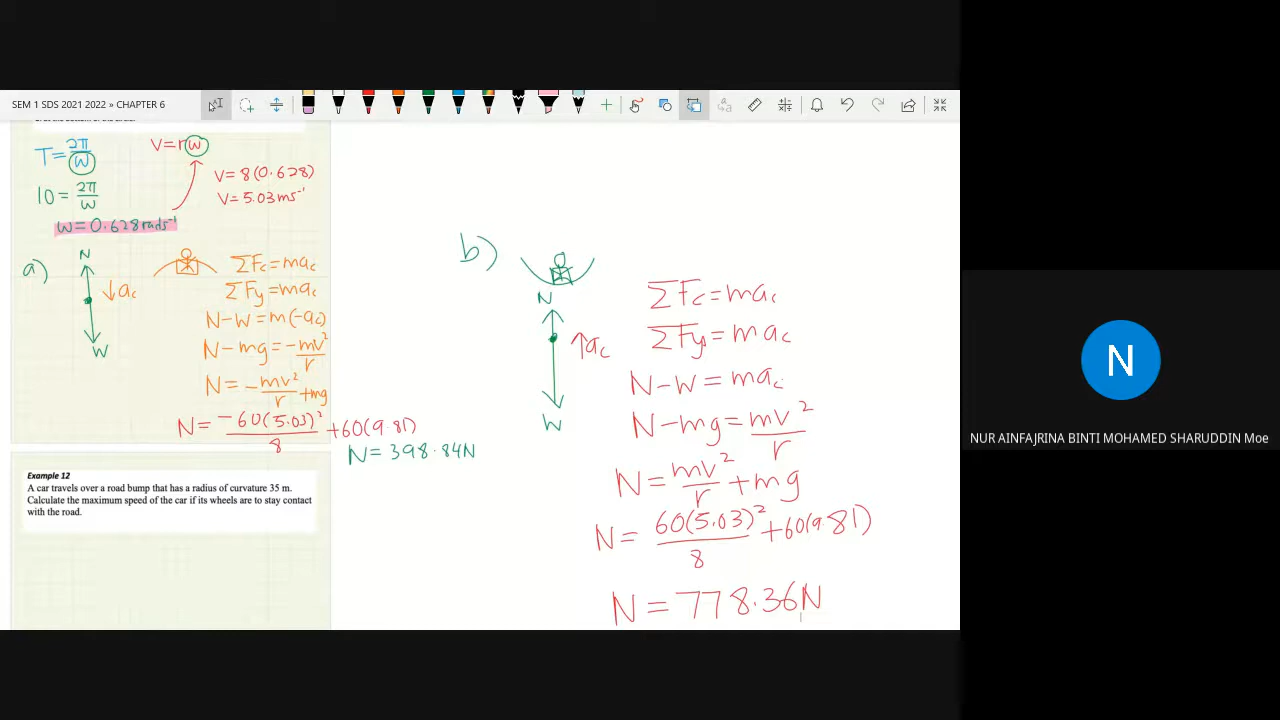 SEM 1 SDS 2021 2022 » CHAPTER 6
T = 2π/W
10 = 2π/W
W = 0.628 rads⁻¹
V = rW
V = 8(0.628)
V = 5.03 ms⁻¹
a)
N
↓ac
W
ΣFc = mac
ΣFy = mac
N-W = m(-ac)
N-mg = -mv²/r
N = -mv²/r + mg
N = -60(5.03)²/8 + 60(9.81)
N = 398.84N
b)
N
↑ac
W
ΣFc = mac
ΣFy = mac
N-W = mac
N-mg = mv²/r
N = mv²/r + mg
N = 60(5.03)²/8 + 60(9.81)
N = 778.36N
Example 12
A car travels over a road bump that has a radius of curvature 35 m.
Calculate the maximum speed of the car if its wheels are to stay contact
with the road.
N
NUR AINFAJRINA BINTI MOHAMED SHARUDDIN Moe